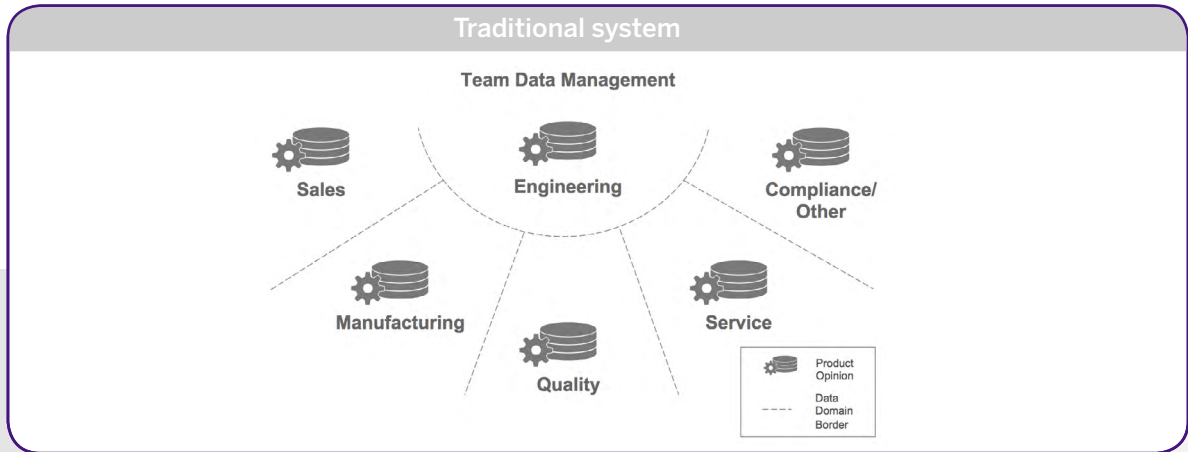 Traditional system
Team Data Management
Sales
Engineering
Compliance/
Other
Manufacturing
Quality
Service
Product
Opinion
Data
Domain
Border